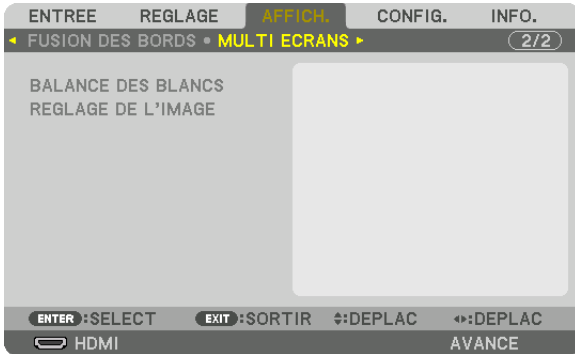 ENTREE REGLAGE AFFICH. CONFIG. INFO.
FUSION DES BORDS • MULTI ECRANS 2/2
BALANCE DES BLANCS
REGLAGE DE L'IMAGE
ENTER :SELECT EXIT :SORTIR :DEPLAC :DEPLAC
HDMI AVANCE